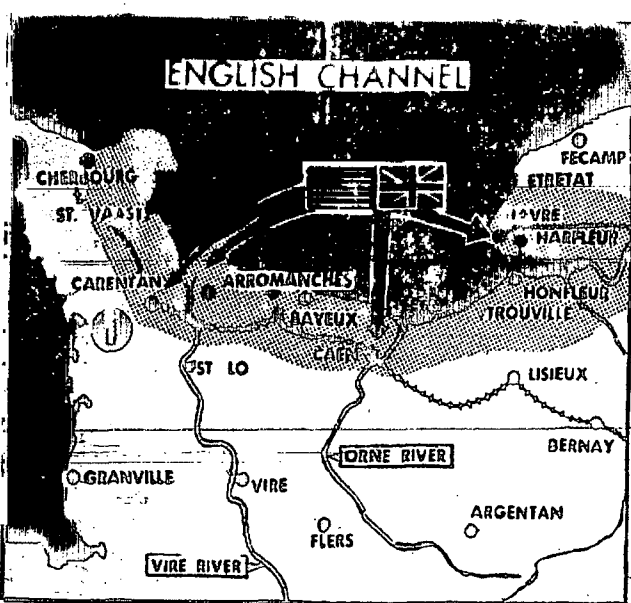 ENGLISH CHANNEL
FECAMP
CHERBOURG
ETRETAT
ST. VAAST
HARFLEUR
CARENTAN
ARROMANCHES
HONFLEUR
BAYEUX
TROUVILLE
CAEN
ST LO
LISIEUX
BERNAY
ORNE RIVER
GRANVILLE
VIRE
ARGENTAN
FLERS
VIRE RIVER